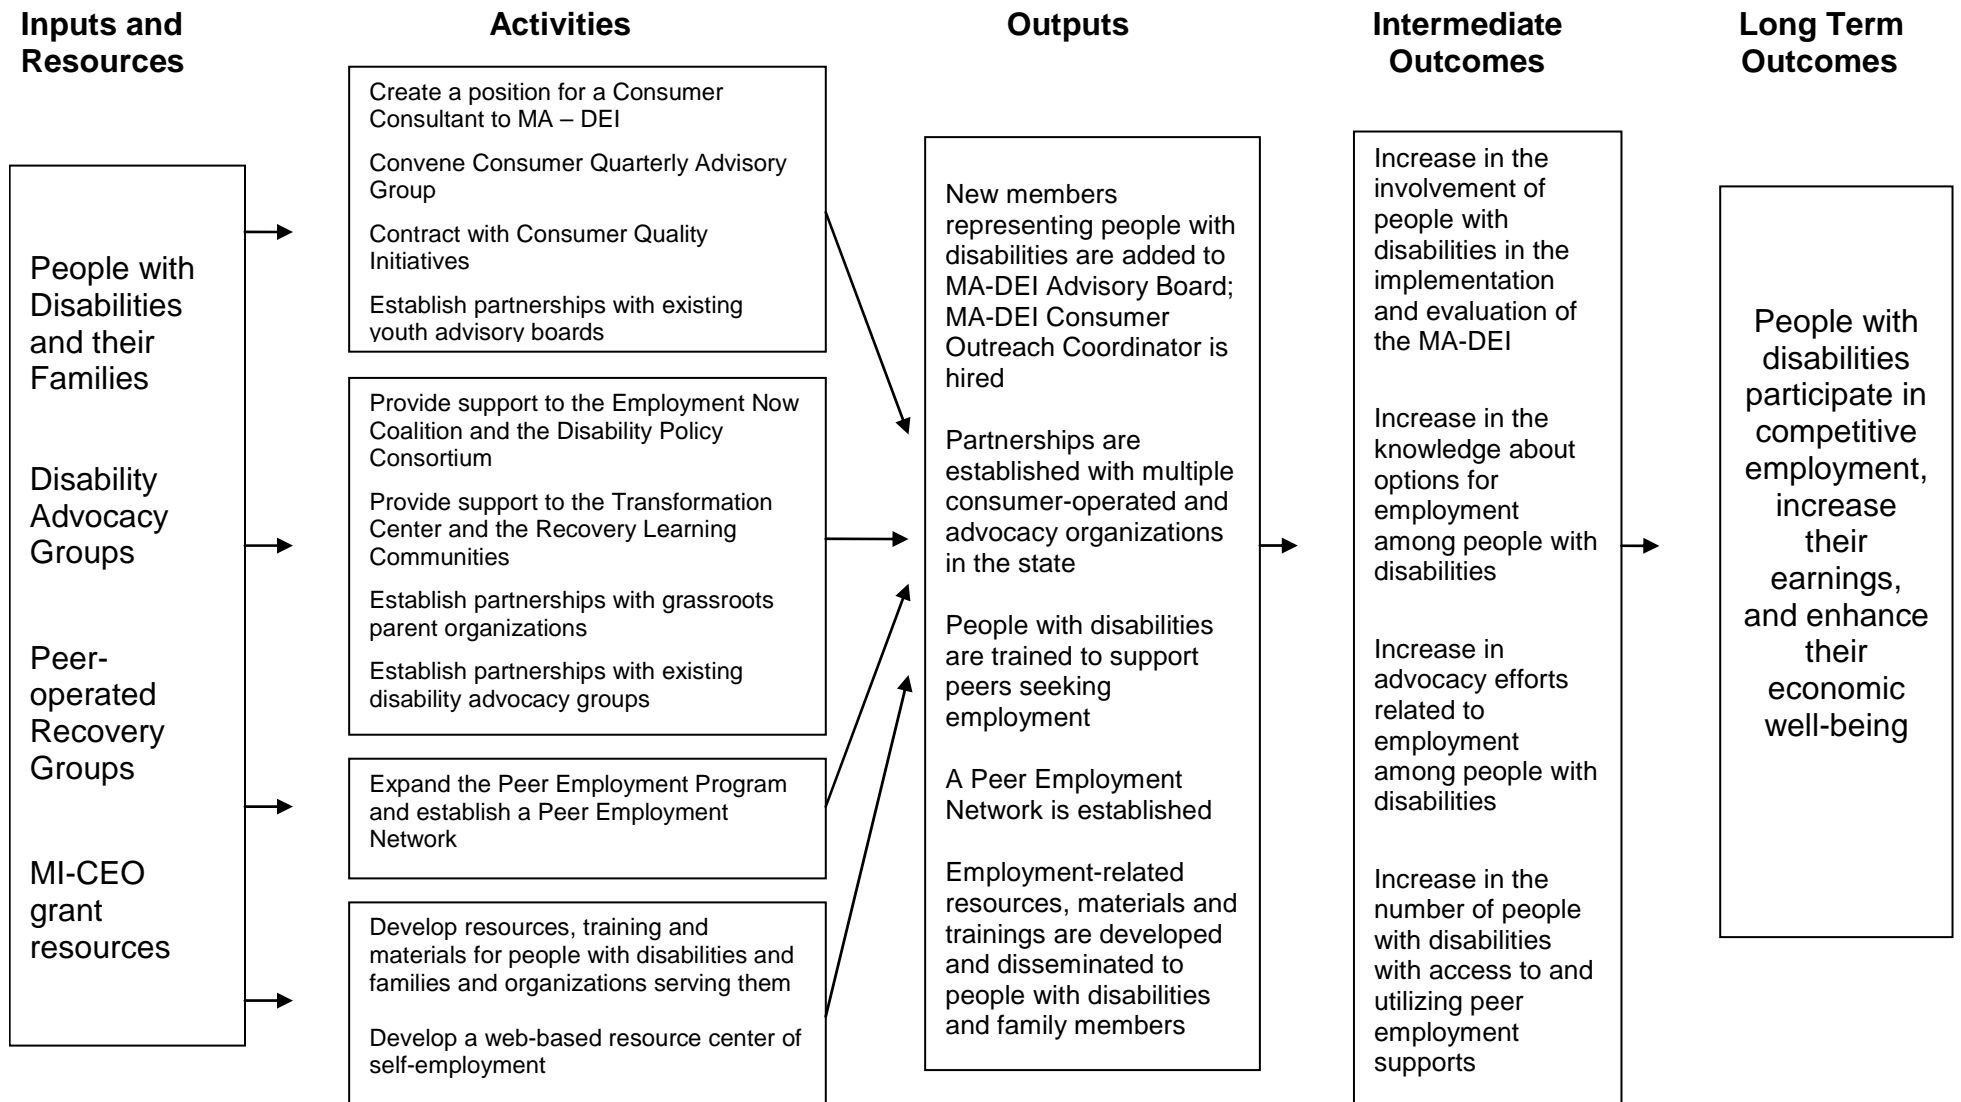 Inputs and
Resources
People with
Disabilities
and their
Families
Disability
Advocacy
Groups
Peer-
operated
Recovery
Groups
MI-CEO
grant
resources
Activities
Create a position for a Consumer
Consultant to MA – DEI
Convene Consumer Quarterly Advisory
Group
Contract with Consumer Quality
Initiatives
Establish partnerships with existing
youth advisory boards
Provide support to the Employment Now
Coalition and the Disability Policy
Consortium
Provide support to the Transformation
Center and the Recovery Learning
Communities
Establish partnerships with grassroots
parent organizations
Establish partnerships with existing
disability advocacy groups
Expand the Peer Employment Program
and establish a Peer Employment
Network
Develop resources, training and
materials for people with disabilities and
families and organizations serving them
Develop a web-based resource center of
self-employment
Outputs
New members
representing people with
disabilities are added to
MA-DEI Advisory Board;
MA-DEI Consumer
Outreach Coordinator is
hired
Partnerships are
established with multiple
consumer-operated and
advocacy organizations
in the state
People with disabilities
are trained to support
peers seeking
employment
A Peer Employment
Network is established
Employment-related
resources, materials and
trainings are developed
and disseminated to
people with disabilities
and family members
Intermediate
Outcomes
Increase in the
involvement of
people with
disabilities in the
implementation
and evaluation of
the MA-DEI
Increase in the
knowledge about
options for
employment
among people with
disabilities
Increase in
advocacy efforts
related to
employment
among people with
disabilities
Increase in the
number of people
with disabilities
with access to and
utilizing peer
employment
supports
Long Term
Outcomes
People with
disabilities
participate in
competitive
employment,
increase
their
earnings,
and enhance
their
economic
well-being